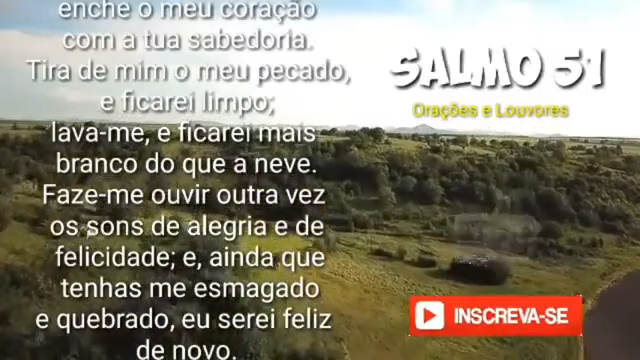 enche o meu coração
com a tua sabedoria.
Tira de mim o meu pecado,
e ficarei limpo;
lava-me, e ficarei mais
branco do que a neve.
Faze-me ouvir outra vez
os sons de alegria e de
felicidade; e, ainda que
tenhas me esmagado
e quebrado, eu serei feliz
de novo.
SALMO 51
Orações e Louvores
INSCREVA-SE